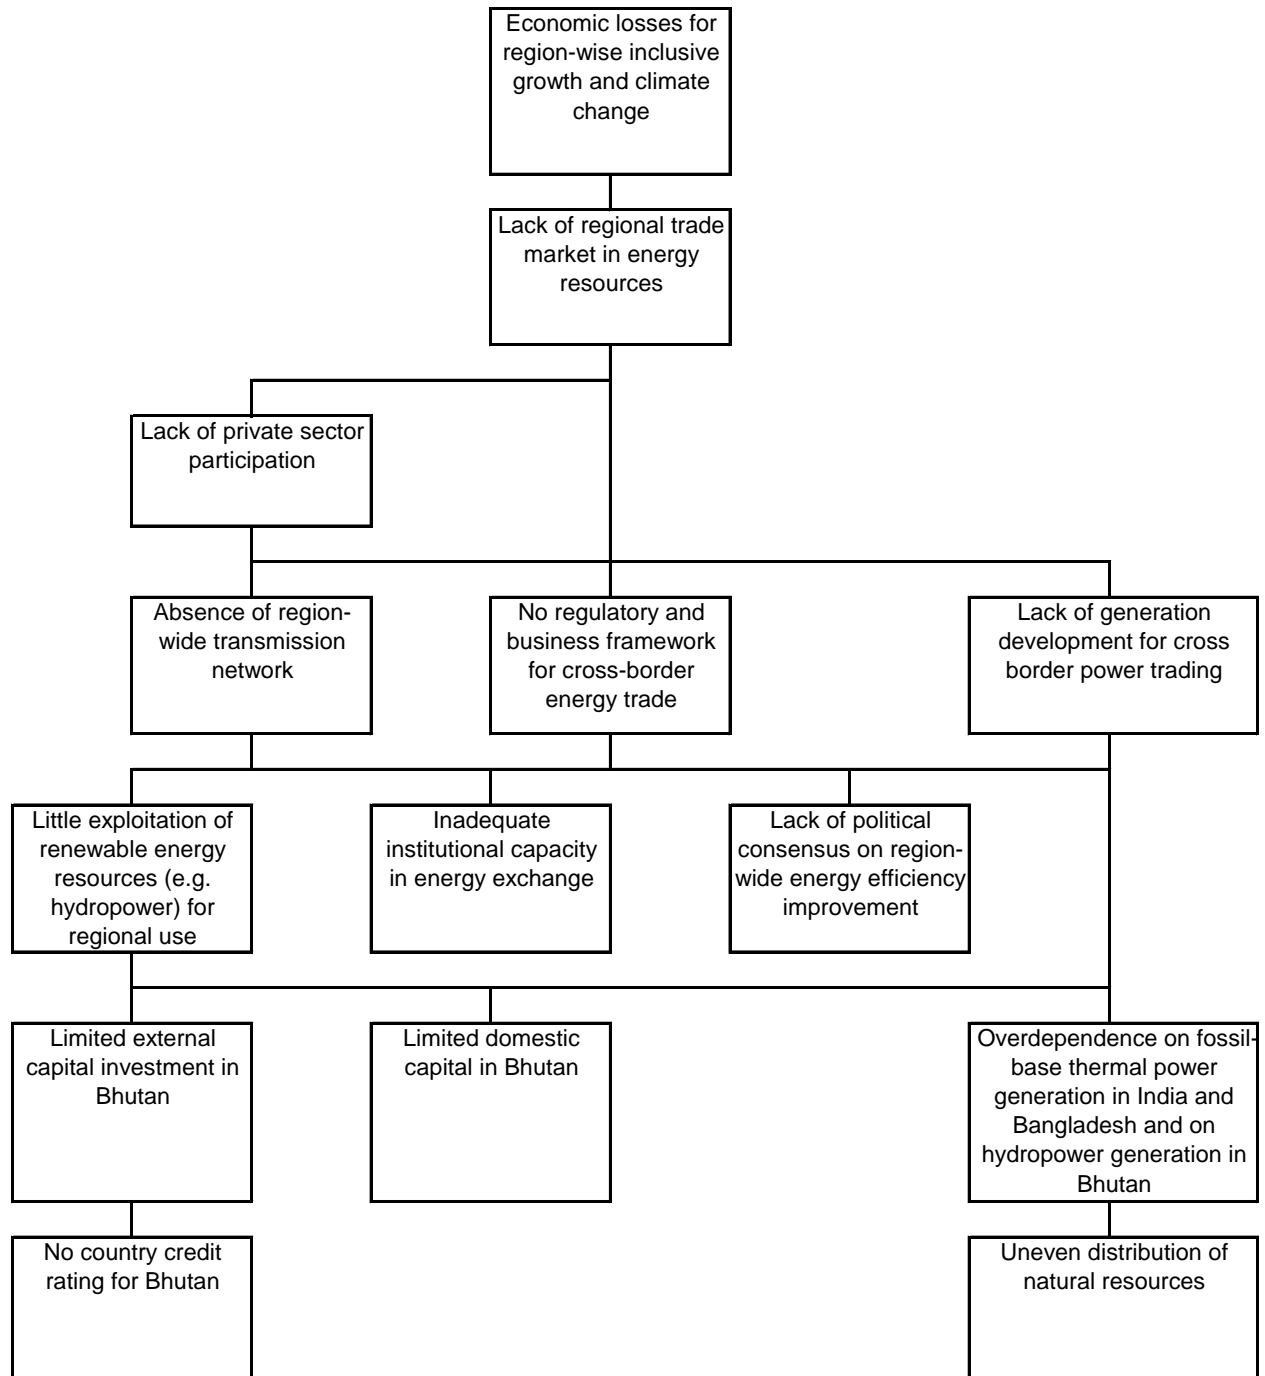 Economic losses for
region-wise inclusive
growth and climate
change
Lack of regional trade
market in energy
resources
Lack of private sector
participation
Absence of region-
wide transmission
network
No regulatory and
business framework
for cross-border
energy trade
Lack of generation
development for cross
border power trading
Little exploitation of
renewable energy
resources (e.g.
hydropower) for
regional use
Inadequate
institutional capacity
in energy exchange
Lack of political
consensus on region-
wide energy efficiency
improvement
Limited external
capital investment in
Bhutan
Limited domestic
capital in Bhutan
Overdependence on fossil-
base thermal power
generation in India and
Bangladesh and on
hydropower generation in
Bhutan
No country credit
rating for Bhutan
Uneven distribution of
natural resources